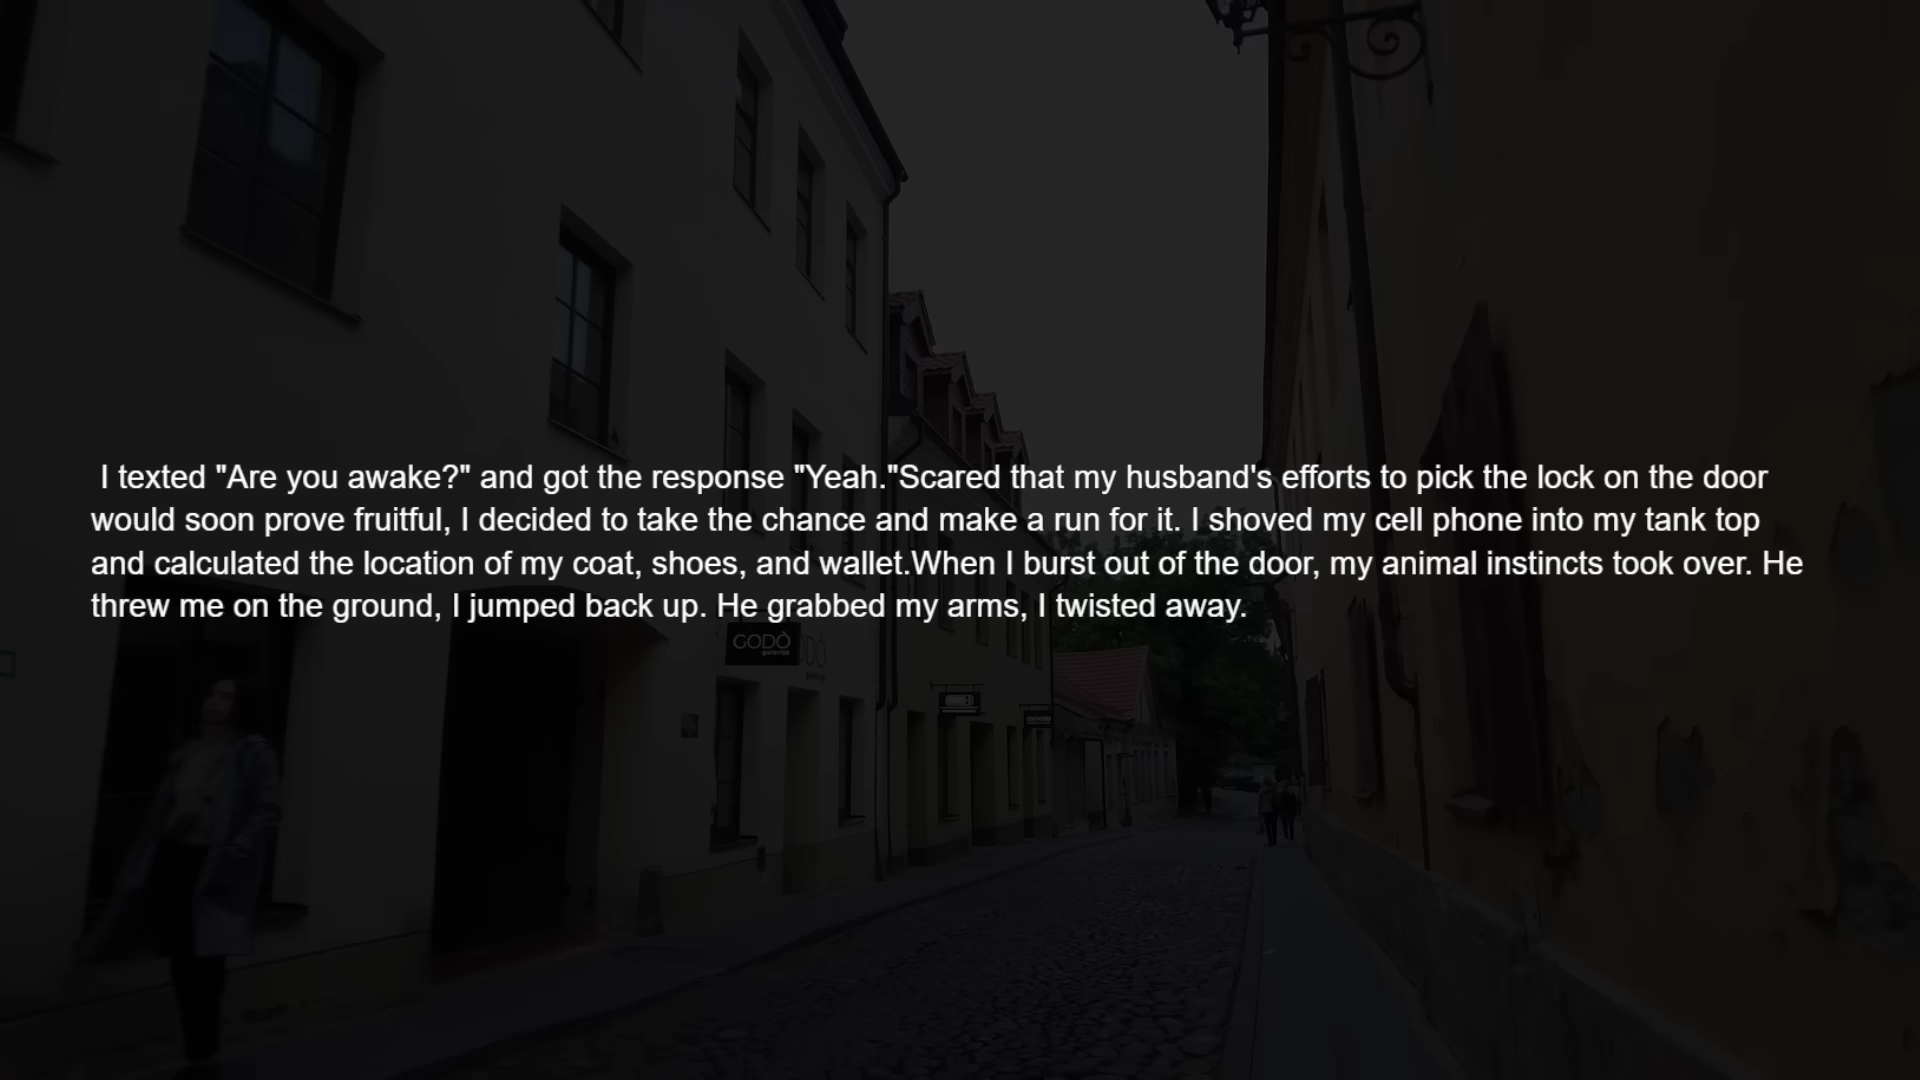 I texted "Are you awake?" and got the response "Yeah."Scared that my husband's efforts to pick the lock on the door
would soon prove fruitful, I decided to take the chance and make a run for it. I shoved my cell phone into my tank top
and calculated the location of my coat, shoes, and wallet.When I burst out of the door, my animal instincts took over. He
threw me on the ground, I jumped back up. He grabbed my arms, I twisted away.
GODÒ
galerija
OXFORD